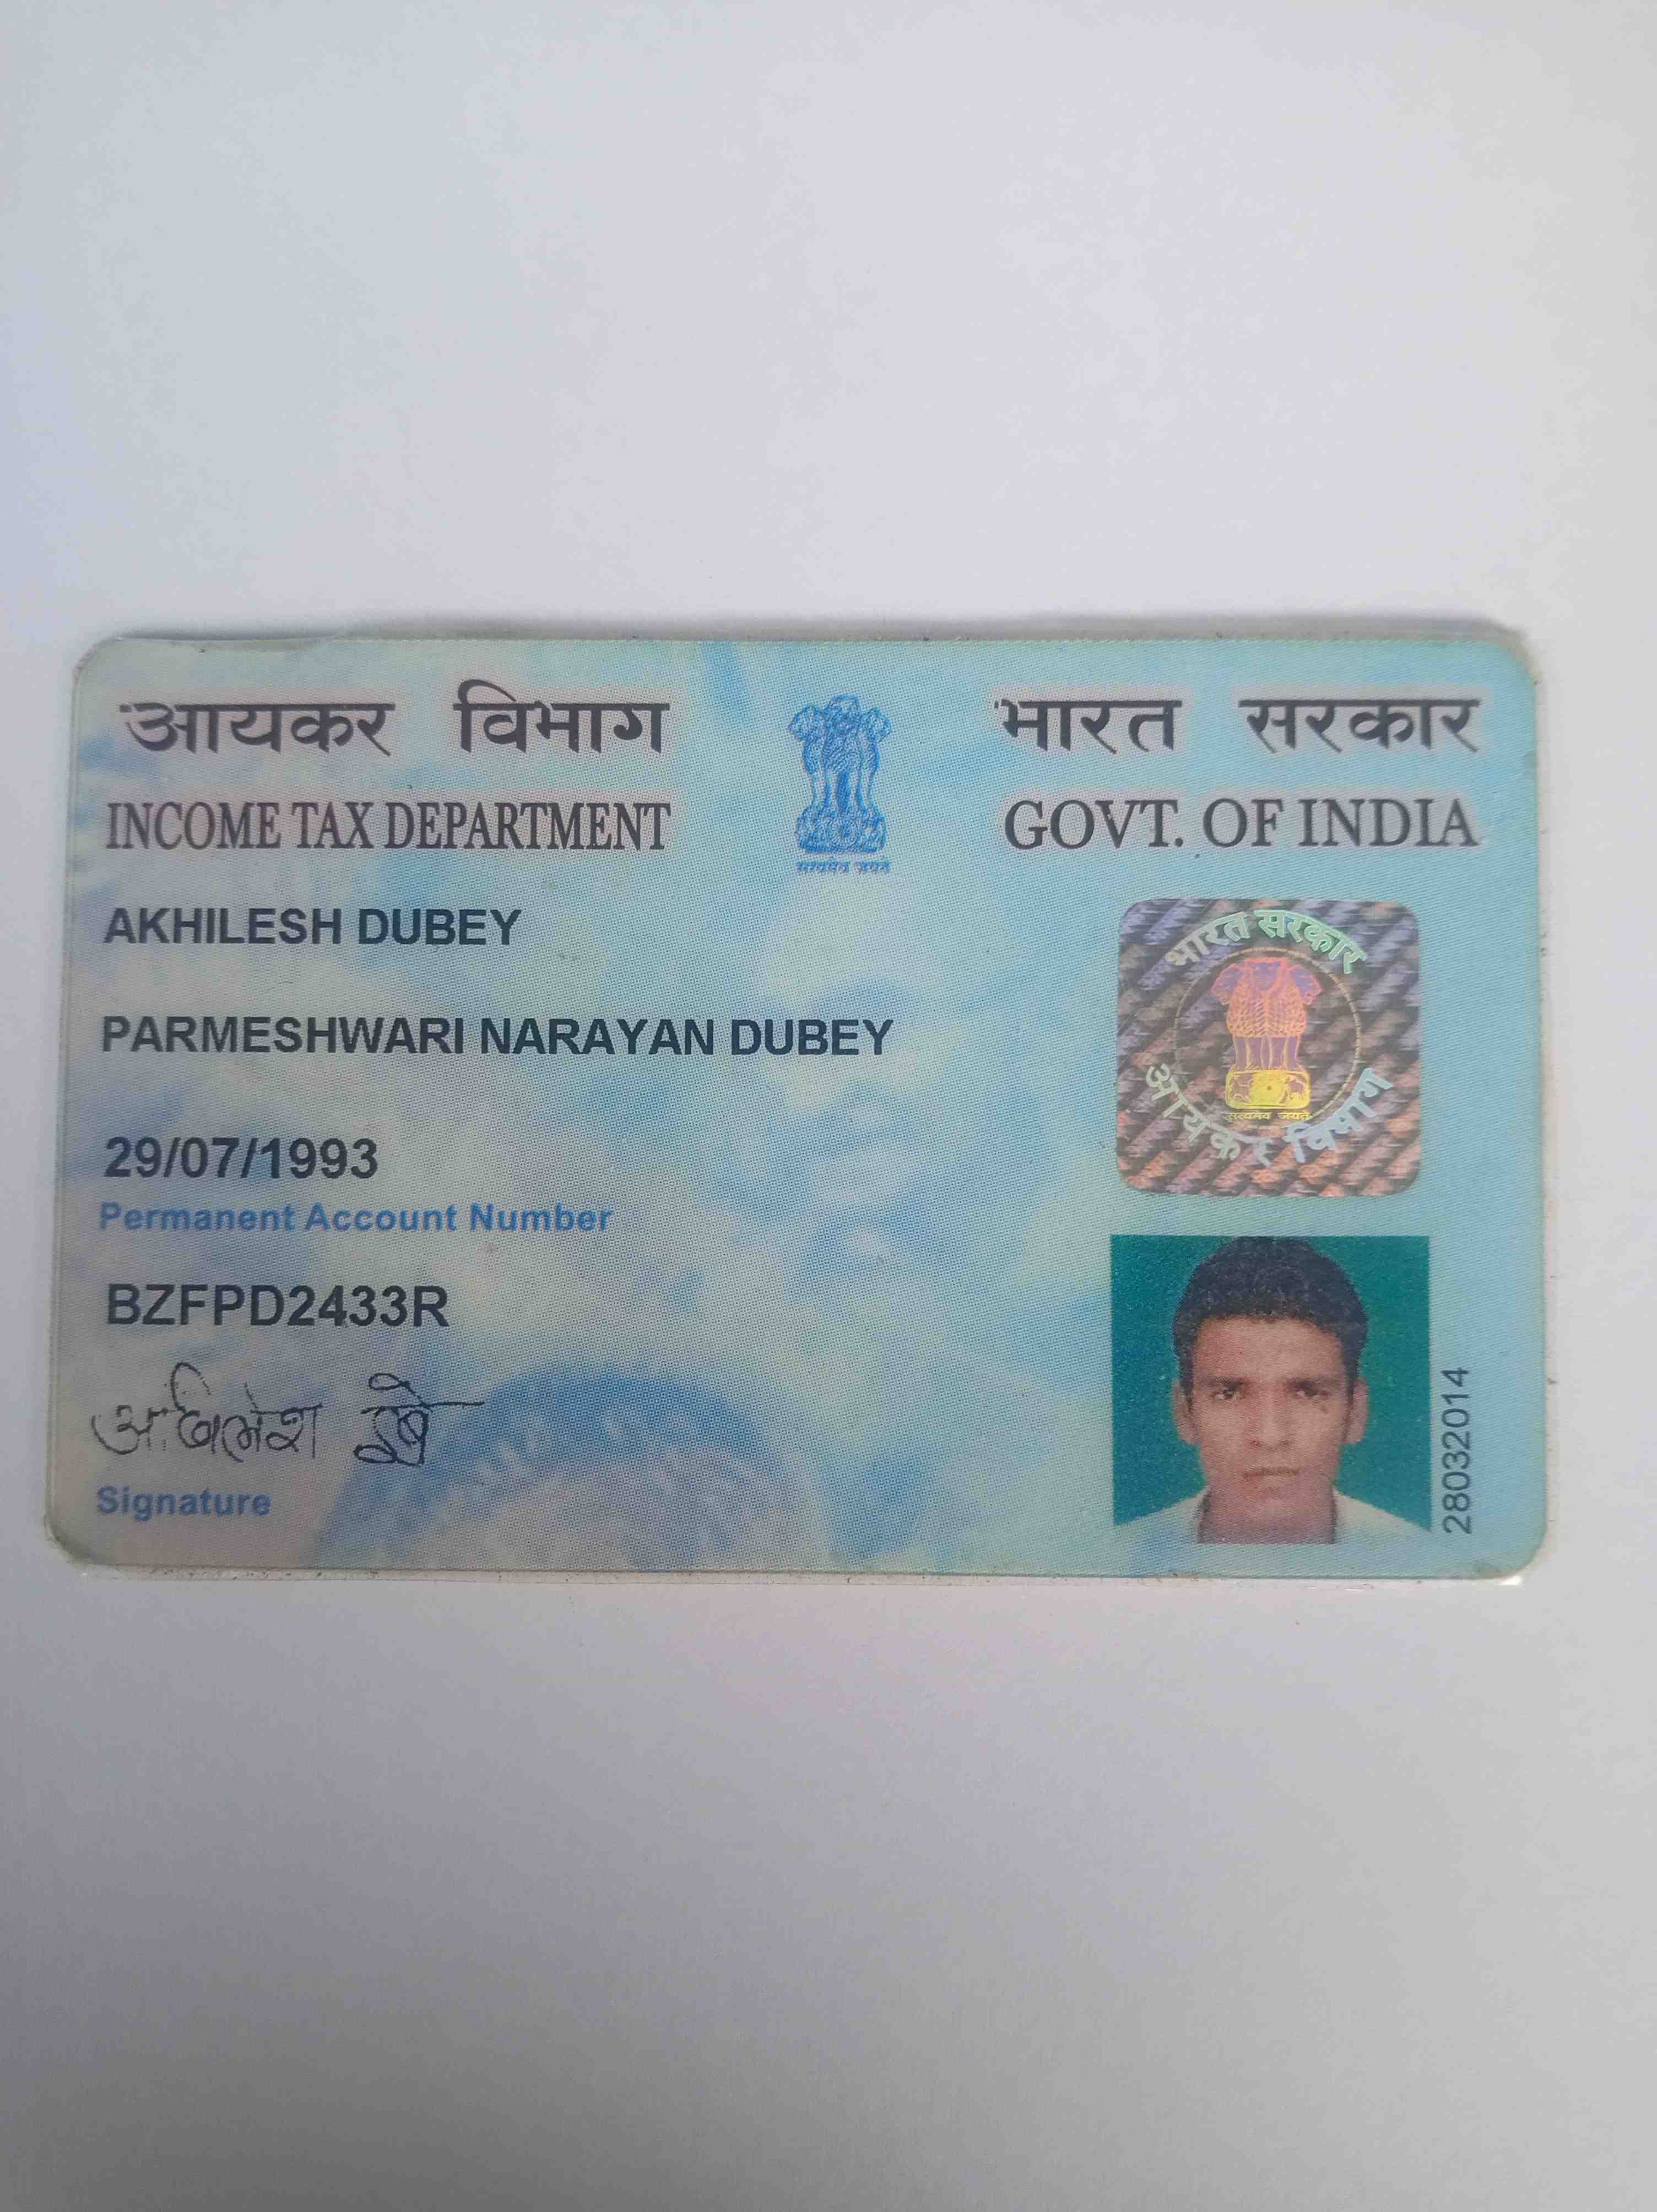 आयकर विभाग
INCOME TAX DEPARTMENT
सत्यमेव जयते
भारत सरकार
GOVT. OF INDIA
AKHILESH DUBEY
PARMESHWARI NARAYAN DUBEY
29/07/1993
Permanent Account Number
BZFPD2433R
अखिलेश दुबे
Signature
भारत सरकार
सत्यमेव जयते
आयकर विभाग
28032014